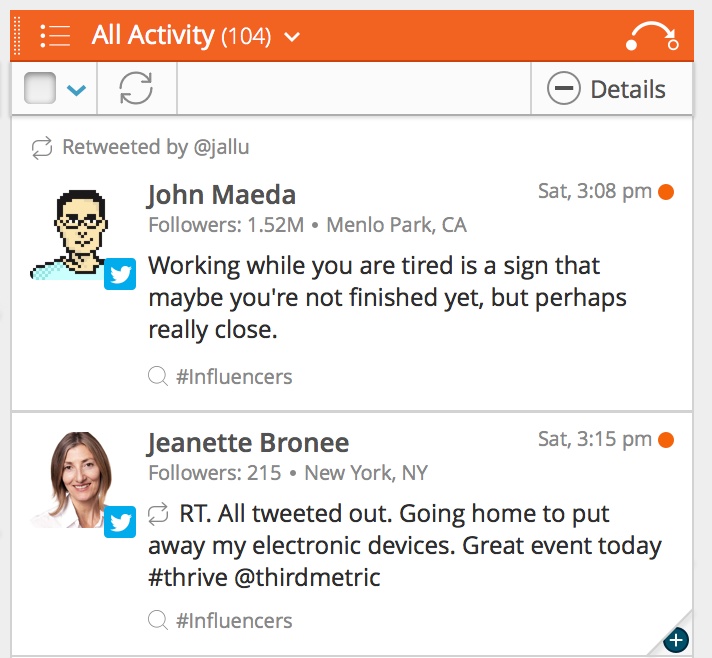 All Activity (104)
Details
Retweeted by @jallu
John Maeda
Sat, 3:08 pm
Followers: 1.52M • Menlo Park, CA
Working while you are tired is a sign that
maybe you're not finished yet, but perhaps
really close.
#Influencers
Jeanette Bronee
Sat, 3:15 pm
Followers: 215 • New York, NY
RT. All tweeted out. Going home to put
away my electronic devices. Great event today
#thrive @thirdmetric
#Influencers